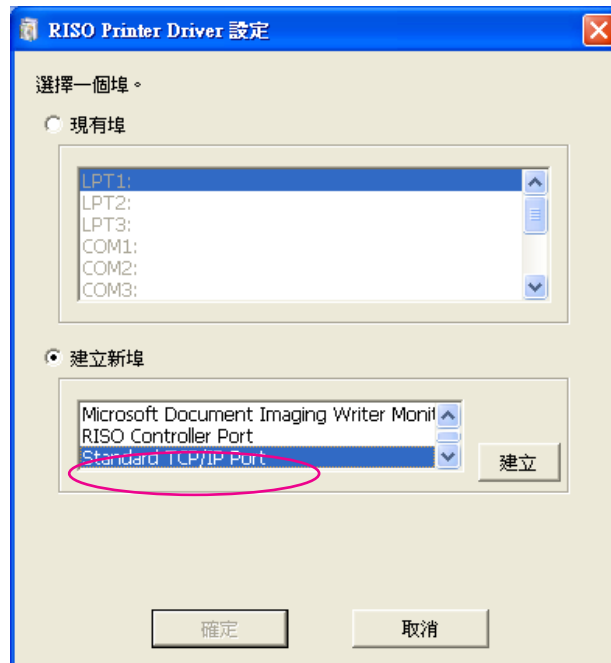 RISO Printer Driver 設定
選擇一個埠。
現有埠
LPT1:
LPT2:
LPT3:
COM1:
COM2:
COM3:
建立新埠
Microsoft Document Imaging Writer Monit
RISO Controller Port
Standard TCP/IP Port
建立
確定
取消